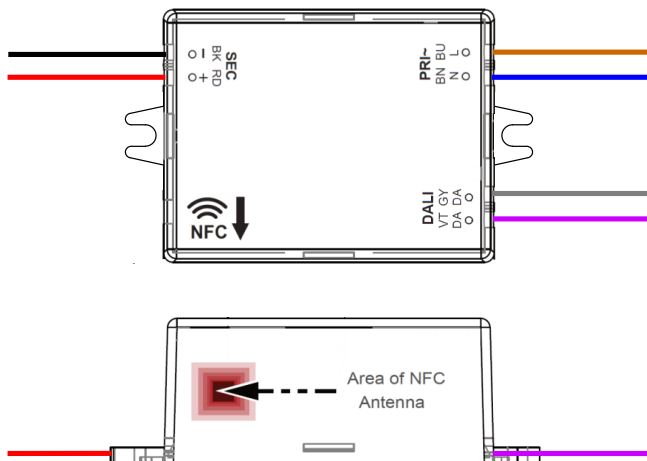 SEC
BK RD
− +
PRI~
BN BU
N L
DALI
VT GY
DA DA
NFC
Area of NFC
Antenna